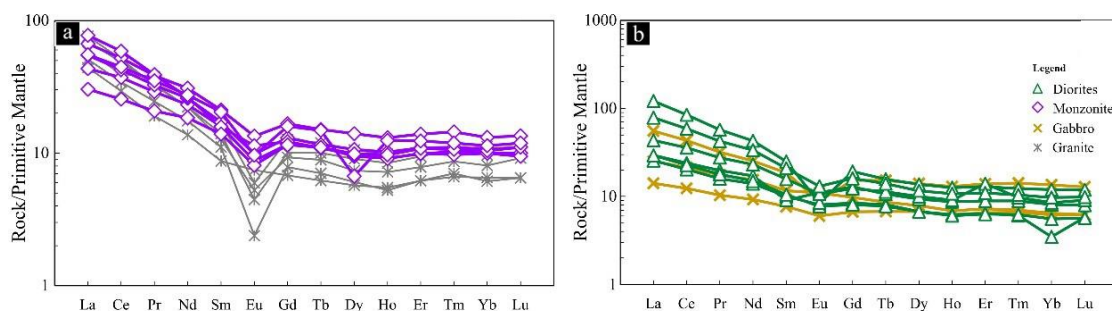 a
100
10
1
Rock/Primitive Mantle
La Ce Pr Nd Sm Eu Gd Tb Dy Ho Er Tm Yb Lu
b
1000
100
10
1
Rock/Primitive Mantle
Legend
Diorites
Monzonite
Gabbro
Granite
La Ce Pr Nd Sm Eu Gd Tb Dy Ho Er Tm Yb Lu